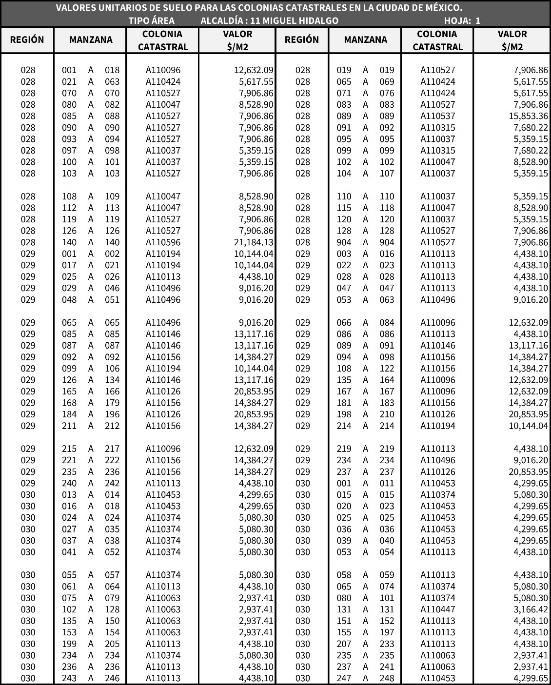 VALORES UNITARIOS DE SUELO PARA LAS COLONIAS CATASTRALES EN LA CIUDAD DE MÉXICO.
TIPO ÁREA ALCALDÍA : 11 MIGUEL HIDALGO HOJA: 1
REGIÓN MANZANA COLONIA CATASTRAL VALOR $/M2 REGIÓN MANZANA COLONIA CATASTRAL VALOR $/M2
028 001 A 018 A110096 12,632.09 028 019 A 019 A110527 7,906.86
028 021 A 063 A110424 5,617.55 028 065 A 069 A110424 5,617.55
028 070 A 070 A110527 7,906.86 028 071 A 076 A110424 5,617.55
028 080 A 082 A110047 8,528.90 028 083 A 083 A110527 7,906.86
028 085 A 088 A110527 7,906.86 028 089 A 089 A110537 15,853.36
028 090 A 090 A110527 7,906.86 028 091 A 092 A110315 7,680.22
028 093 A 094 A110527 7,906.86 028 095 A 095 A110037 5,359.15
028 097 A 098 A110037 5,359.15 028 099 A 099 A110315 7,680.22
028 100 A 101 A110037 5,359.15 028 102 A 102 A110047 8,528.90
028 103 A 103 A110527 7,906.86 028 104 A 107 A110037 5,359.15
028 108 A 109 A110047 8,528.90 028 110 A 110 A110037 5,359.15
028 112 A 113 A110047 8,528.90 028 115 A 118 A110047 8,528.90
028 119 A 119 A110527 7,906.86 028 120 A 120 A110037 5,359.15
028 126 A 126 A110527 7,906.86 028 128 A 128 A110527 7,906.86
028 140 A 140 A110596 21,184.13 028 904 A 904 A110527 7,906.86
029 001 A 002 A110194 10,144.04 029 003 A 016 A110113 4,438.10
029 017 A 021 A110194 10,144.04 029 022 A 023 A110113 4,438.10
029 025 A 026 A110113 4,438.10 029 028 A 028 A110113 4,438.10
029 029 A 046 A110496 9,016.20 029 047 A 047 A110113 4,438.10
029 048 A 051 A110496 9,016.20 029 053 A 063 A110496 9,016.20
029 065 A 065 A110496 9,016.20 029 066 A 084 A110096 12,632.09
029 085 A 085 A110146 13,117.16 029 086 A 086 A110113 4,438.10
029 087 A 087 A110146 13,117.16 029 089 A 091 A110146 13,117.16
029 092 A 092 A110156 14,384.27 029 094 A 098 A110156 14,384.27
029 099 A 106 A110194 10,144.04 029 108 A 122 A110156 14,384.27
029 126 A 134 A110146 13,117.16 029 135 A 164 A110096 12,632.09
029 165 A 166 A110126 20,853.95 029 167 A 167 A110096 12,632.09
029 168 A 179 A110156 14,384.27 029 181 A 183 A110156 14,384.27
029 184 A 196 A110126 20,853.95 029 198 A 210 A110126 20,853.95
029 211 A 212 A110156 14,384.27 029 214 A 214 A110194 10,144.04
029 215 A 217 A110096 12,632.09 029 219 A 219 A110113 4,438.10
029 221 A 222 A110156 14,384.27 029 234 A 234 A110496 9,016.20
029 235 A 236 A110156 14,384.27 029 237 A 237 A110126 20,853.95
029 240 A 242 A110113 4,438.10 030 001 A 011 A110453 4,299.65
030 013 A 014 A110453 4,299.65 030 015 A 015 A110374 5,080.30
030 016 A 018 A110453 4,299.65 030 020 A 023 A110453 4,299.65
030 024 A 024 A110374 5,080.30 030 025 A 025 A110453 4,299.65
030 027 A 035 A110374 5,080.30 030 036 A 036 A110453 4,299.65
030 037 A 038 A110374 5,080.30 030 039 A 040 A110453 4,299.65
030 041 A 052 A110374 5,080.30 030 053 A 054 A110113 4,438.10
030 055 A 057 A110374 5,080.30 030 058 A 059 A110113 4,438.10
030 061 A 064 A110113 4,438.10 030 065 A 074 A110374 5,080.30
030 075 A 079 A110063 2,937.41 030 080 A 101 A110374 5,080.30
030 102 A 128 A110063 2,937.41 030 131 A 131 A110447 3,166.42
030 135 A 150 A110063 2,937.41 030 151 A 152 A110113 4,438.10
030 153 A 154 A110063 2,937.41 030 155 A 197 A110113 4,438.10
030 199 A 205 A110113 4,438.10 030 207 A 233 A110113 4,438.10
030 234 A 234 A110374 5,080.30 030 235 A 235 A110063 2,937.41
030 236 A 236 A110113 4,438.10 030 237 A 241 A110063 2,937.41
030 243 A 246 A110113 4,438.10 030 247 A 248 A110113 4,438.10